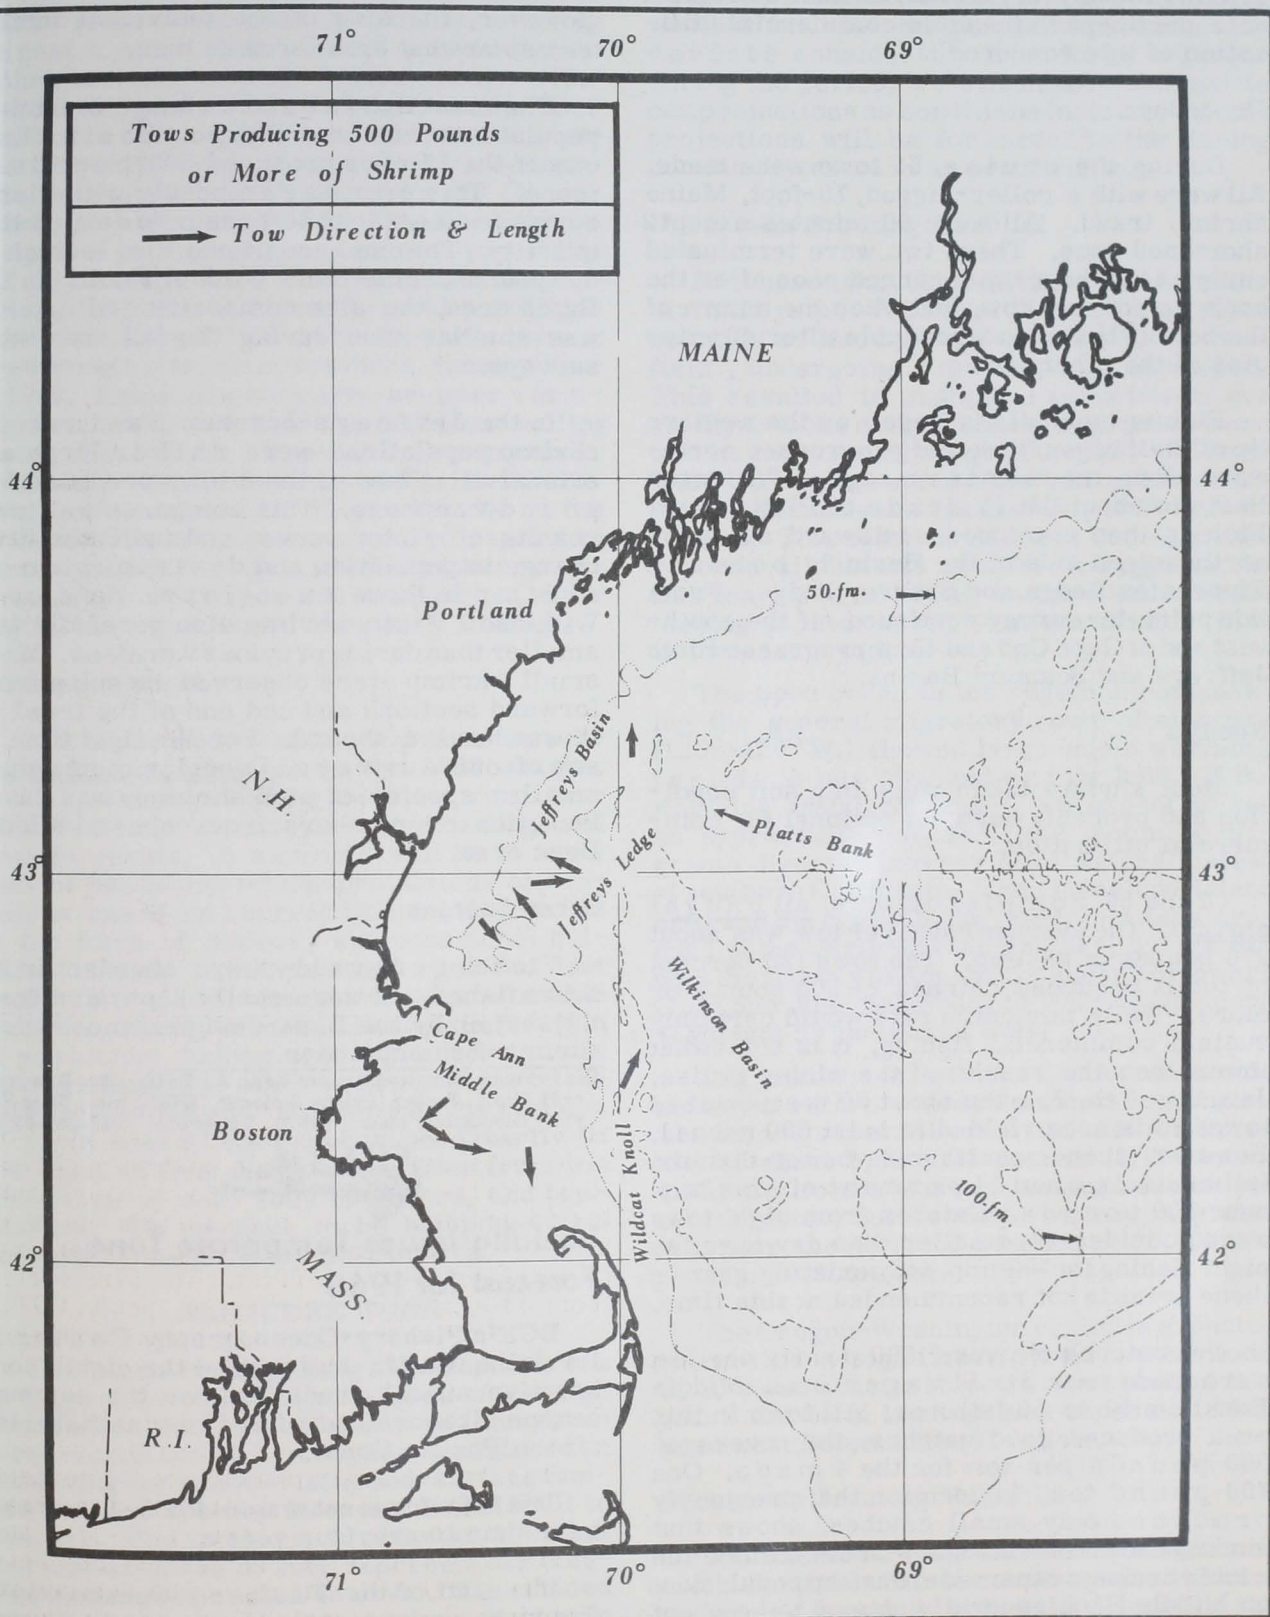 71°
70°
69°
Tows Producing 500 Pounds
or More of Shrimp
Tow Direction & Length
MAINE
44°
44°
50-fm.
Portland
Jeffreys Basin
N.H.
Platts Bank
Jeffreys Ledge
43°
43°
Wilkinson Basin
Cape Ann
Middle Bank
Boston
Wildcat Knoll
100-fm.
42°
42°
MASS.
R.I.
71°
70°
69°